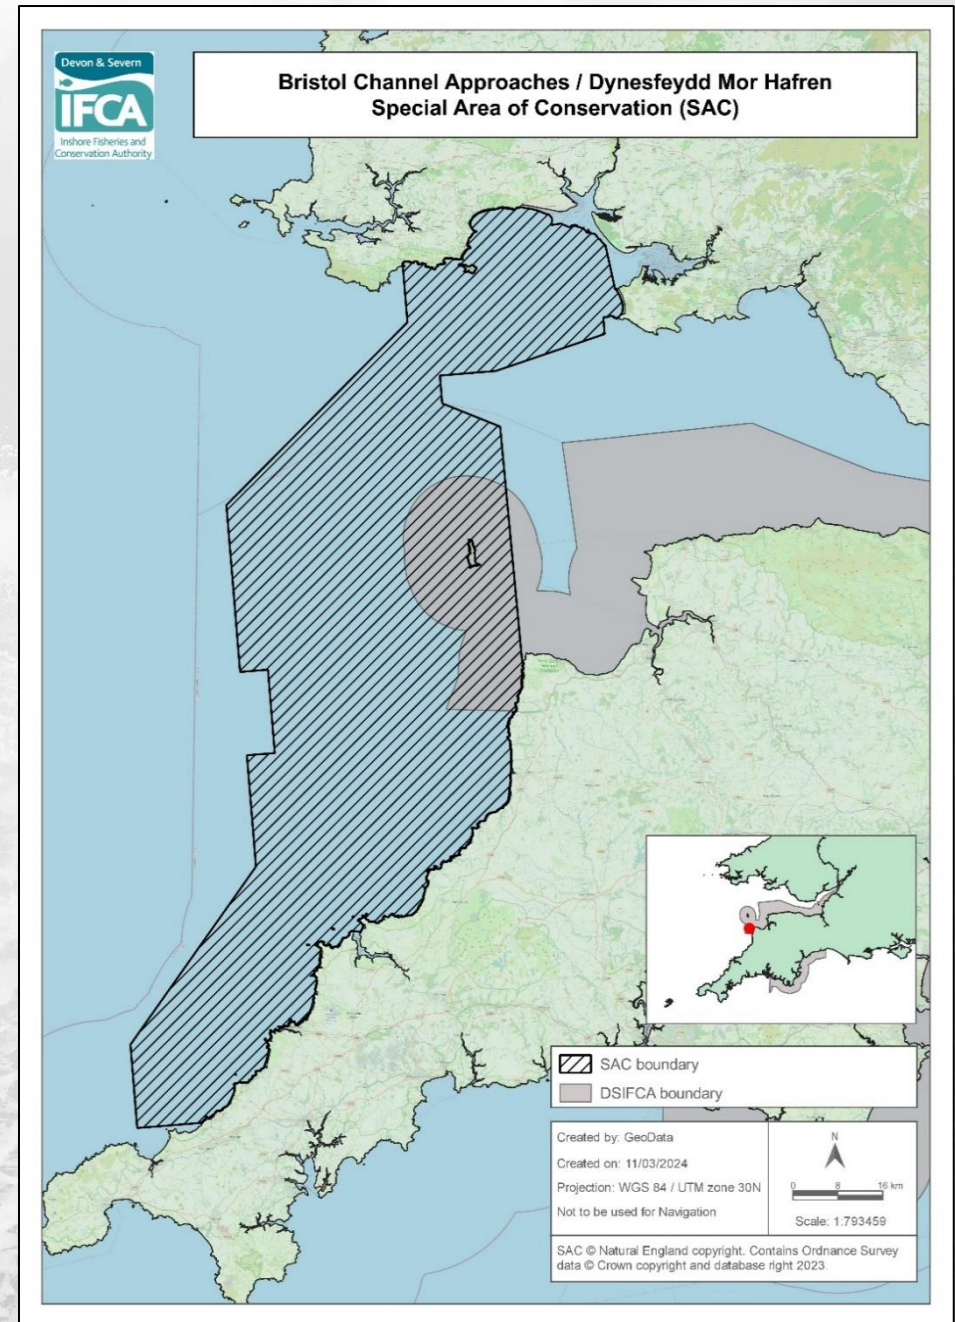 Devon & Severn
IFCA
Inshore Fisheries and
Conservation Authority
Bristol Channel Approaches / Dynesfeydd Mor Hafren
Special Area of Conservation (SAC)
SAC boundary
DSIFCA boundary
Created by: GeoData
Created on: 11/03/2024
Projection: WGS 84 / UTM zone 30N
Not to be used for Navigation
N
0 8 16 km
Scale: 1:793459
SAC © Natural England copyright. Contains Ordnance Survey
data © Crown copyright and database right 2023.